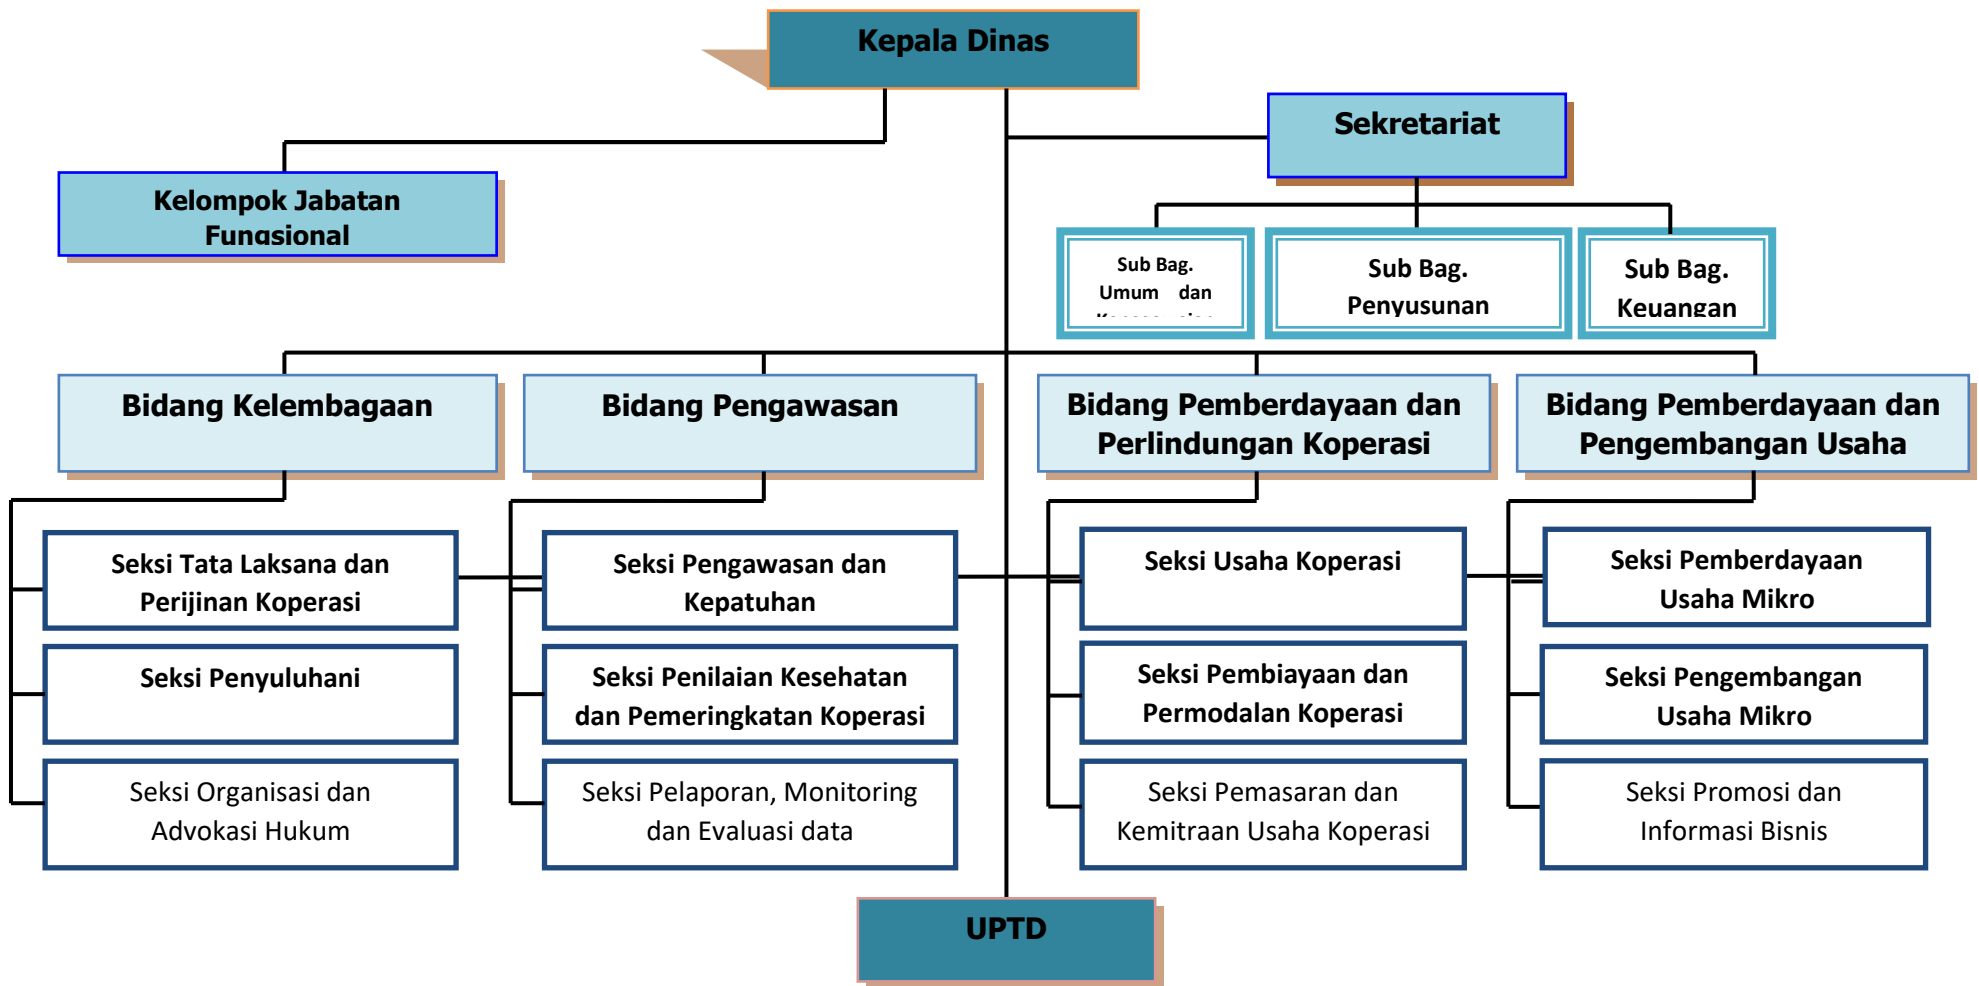 Kepala Dinas
Sekretariat
Kelompok Jabatan
Fungsional
Sub Bag.
Umum dan
Sub Bag.
Penyusunan
Sub Bag.
Keuangan
Bidang Kelembagaan
Bidang Pengawasan
Bidang Pemberdayaan dan
Perlindungan Koperasi
Bidang Pemberdayaan dan
Pengembangan Usaha
Seksi Tata Laksana dan
Perijinan Koperasi
Seksi Pengawasan dan
Kepatuhan
Seksi Usaha Koperasi
Seksi Pemberdayaan
Usaha Mikro
Seksi Penyuluhani
Seksi Penilaian Kesehatan
dan Pemeringkatan Koperasi
Seksi Pembiayaan dan
Permodalan Koperasi
Seksi Pengembangan
Usaha Mikro
Seksi Organisasi dan
Advokasi Hukum
Seksi Pelaporan, Monitoring
dan Evaluasi data
Seksi Pemasaran dan
Kemitraan Usaha Koperasi
Seksi Promosi dan
Informasi Bisnis
UPTD